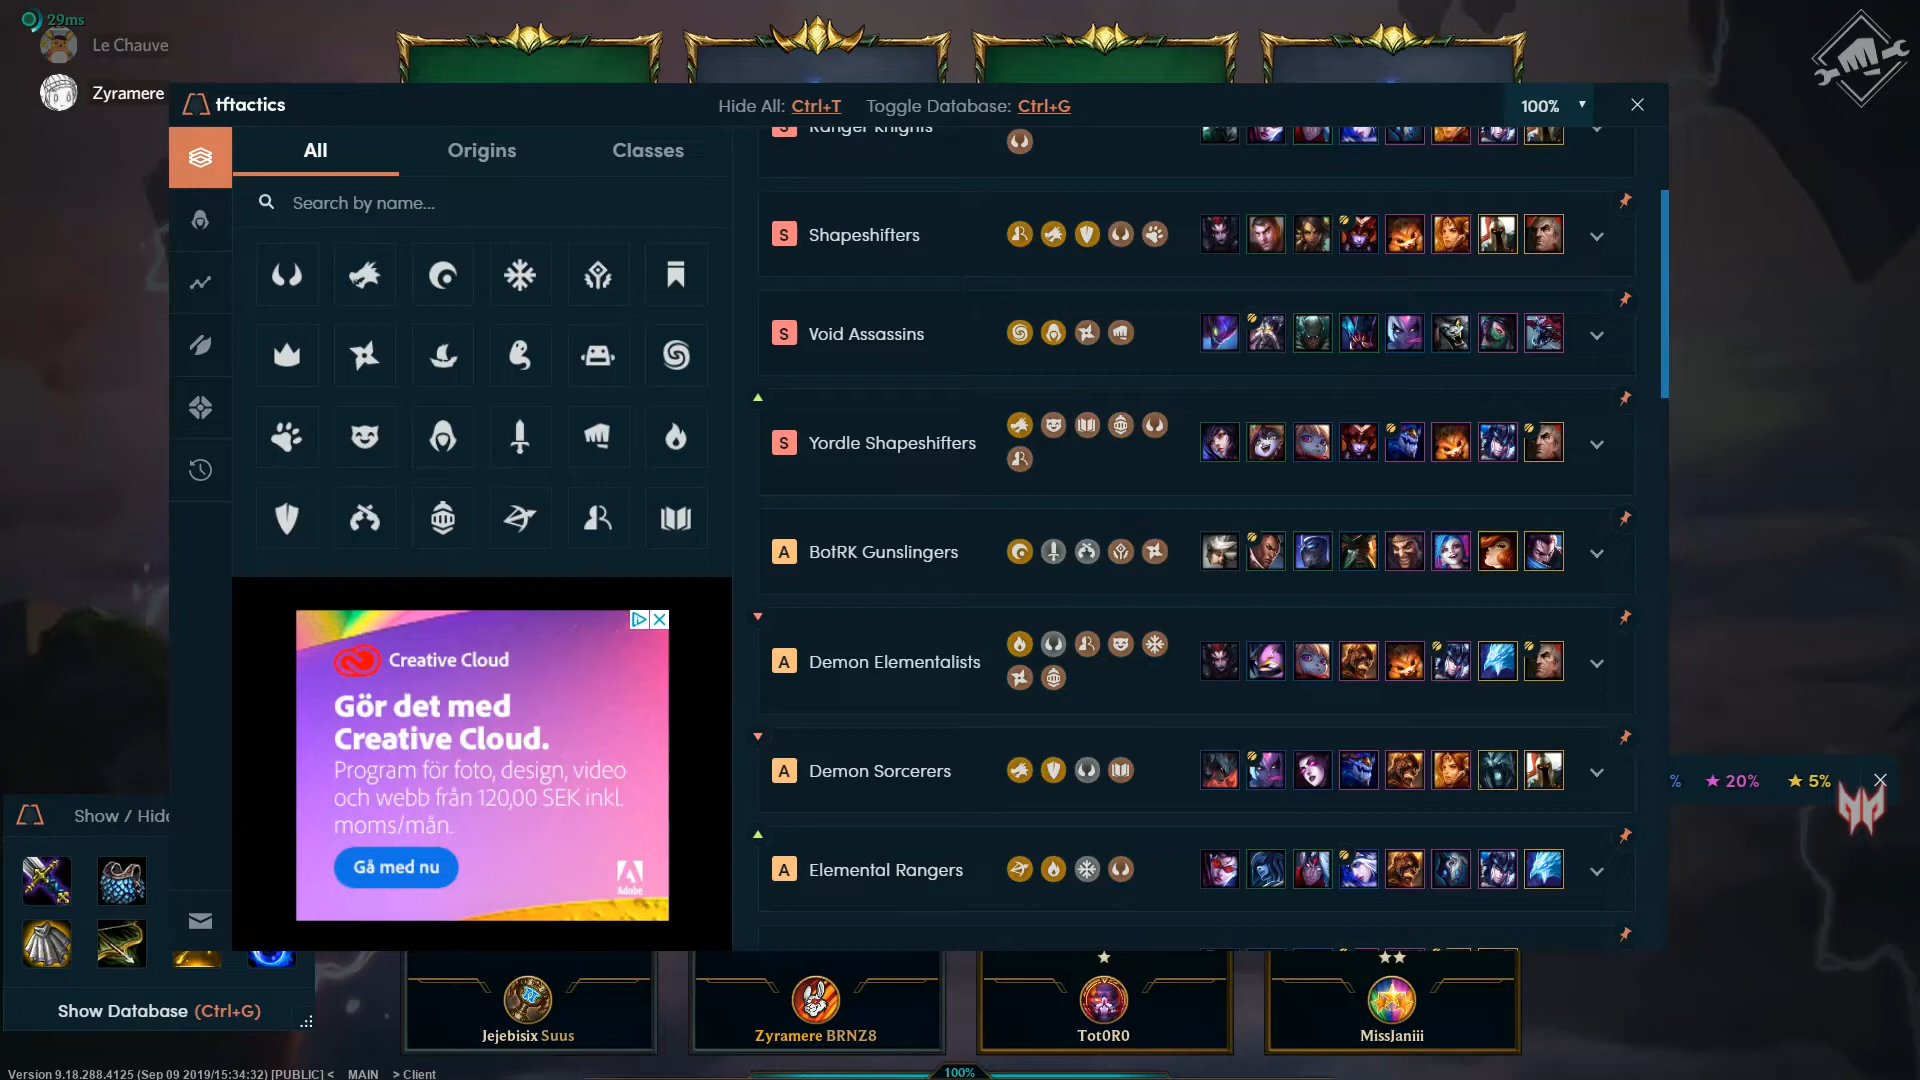 29ms
Le Chauve
Zyramere
tftactics
Hide All: Ctrl+T
Toggle Database: Ctrl+G
100%
All
Origins
Classes
Search by name...
S Ranger Knights
S Shapeshifters
S Void Assassins
S Yordle Shapeshifters
A BotRK Gunslingers
A Demon Elementalists
A Demon Sorcerers
A Elemental Rangers
Creative Cloud
Gör det med
Creative Cloud.
Program för foto, design, video
och webb från 120,00 SEK inkl.
moms/mån.
Gå med nu
Adobe
% ★ 20% ★ 5%
Show / Hide
Show Database (Ctrl+G)
Jejebisix Suus
Zyramere BRNZ8
Tot0R0
MissJaniii
Version 9.18.288.4125 (Sep 09 2019/15:34:32) [PUBLIC] < MAIN > Client
100%